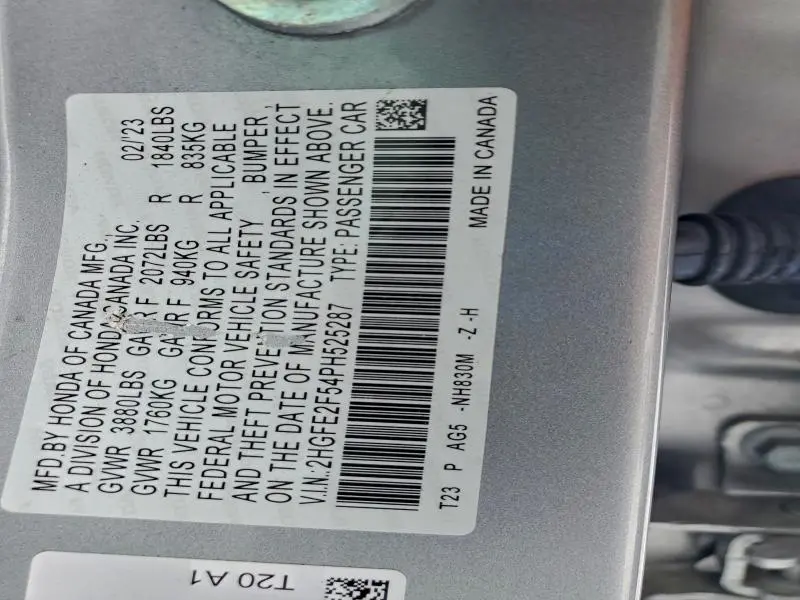 MFD.BY HONDA OF CANADA MFG.,
A DIVISION OF HONDA CANADA INC. 02/'23
GVWR 3880LBS GAWR F 2072LBS R 1840LBS
GVWR 1760KG GAWR F 940KG R 835KG
THIS VEHICLE CONFORMS TO ALL APPLICABLE
FEDERAL MOTOR VEHICLE SAFETY , BUMPER ,
AND THEFT PREVENTION STANDARDS IN EFFECT
ON THE DATE OF MANUFACTURE SHOWN ABOVE.
V.I.N.:2HGFE2F54PH525287 TYPE: PASSENGER CAR
T23 P AG5 -NH830M -Z -H MADE IN CANADA
T20 A1